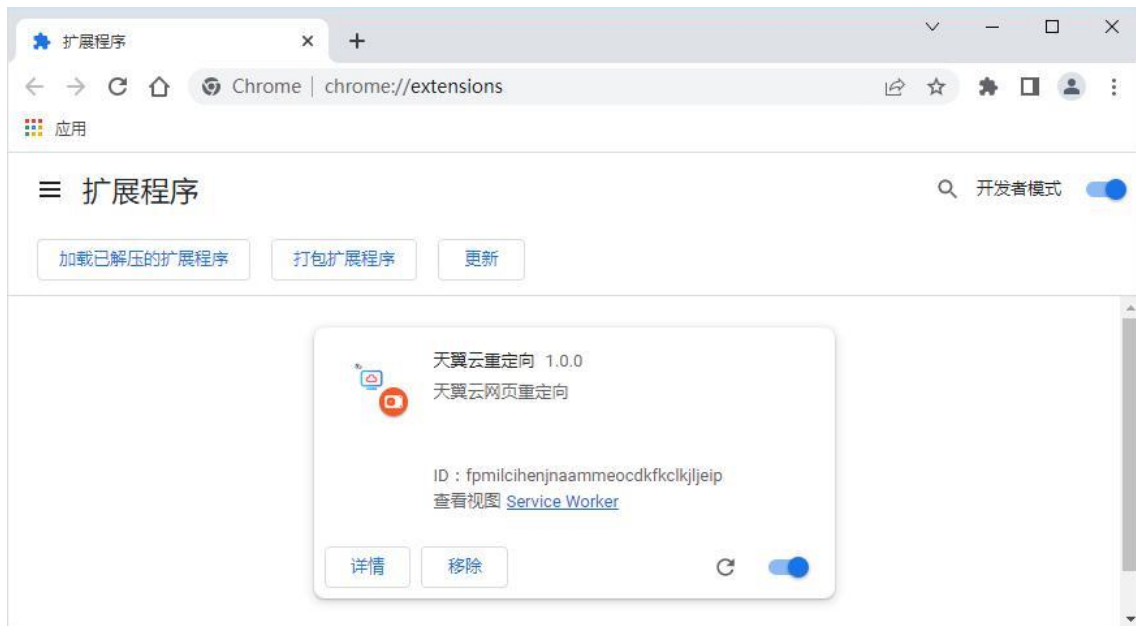 扩展程序
Chrome | chrome://extensions
应用
扩展程序
开发者模式
加载已解压的扩展程序 打包扩展程序 更新
天翼云重定向 1.0.0
天翼云网页重定向
ID：fpmilcihenjnaammeocdkfkclkjljeip
查看视图 Service Worker
详情 移除